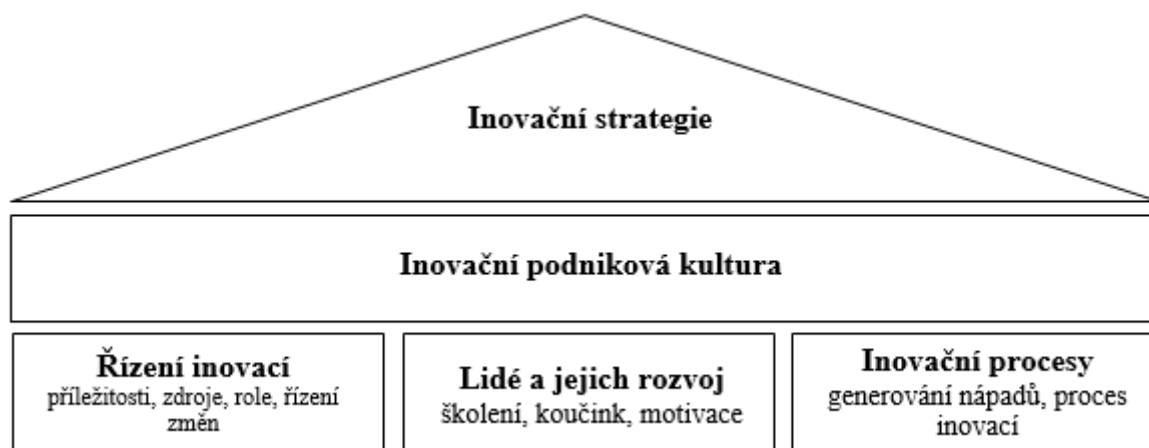 Inovační strategie
Inovační podniková kultura
Řízení inovací
příležitosti, zdroje, role, řízení
změn
Lidé a jejich rozvoj
školení, koučink, motivace
Inovační procesy
generování nápadů, proces
inovací